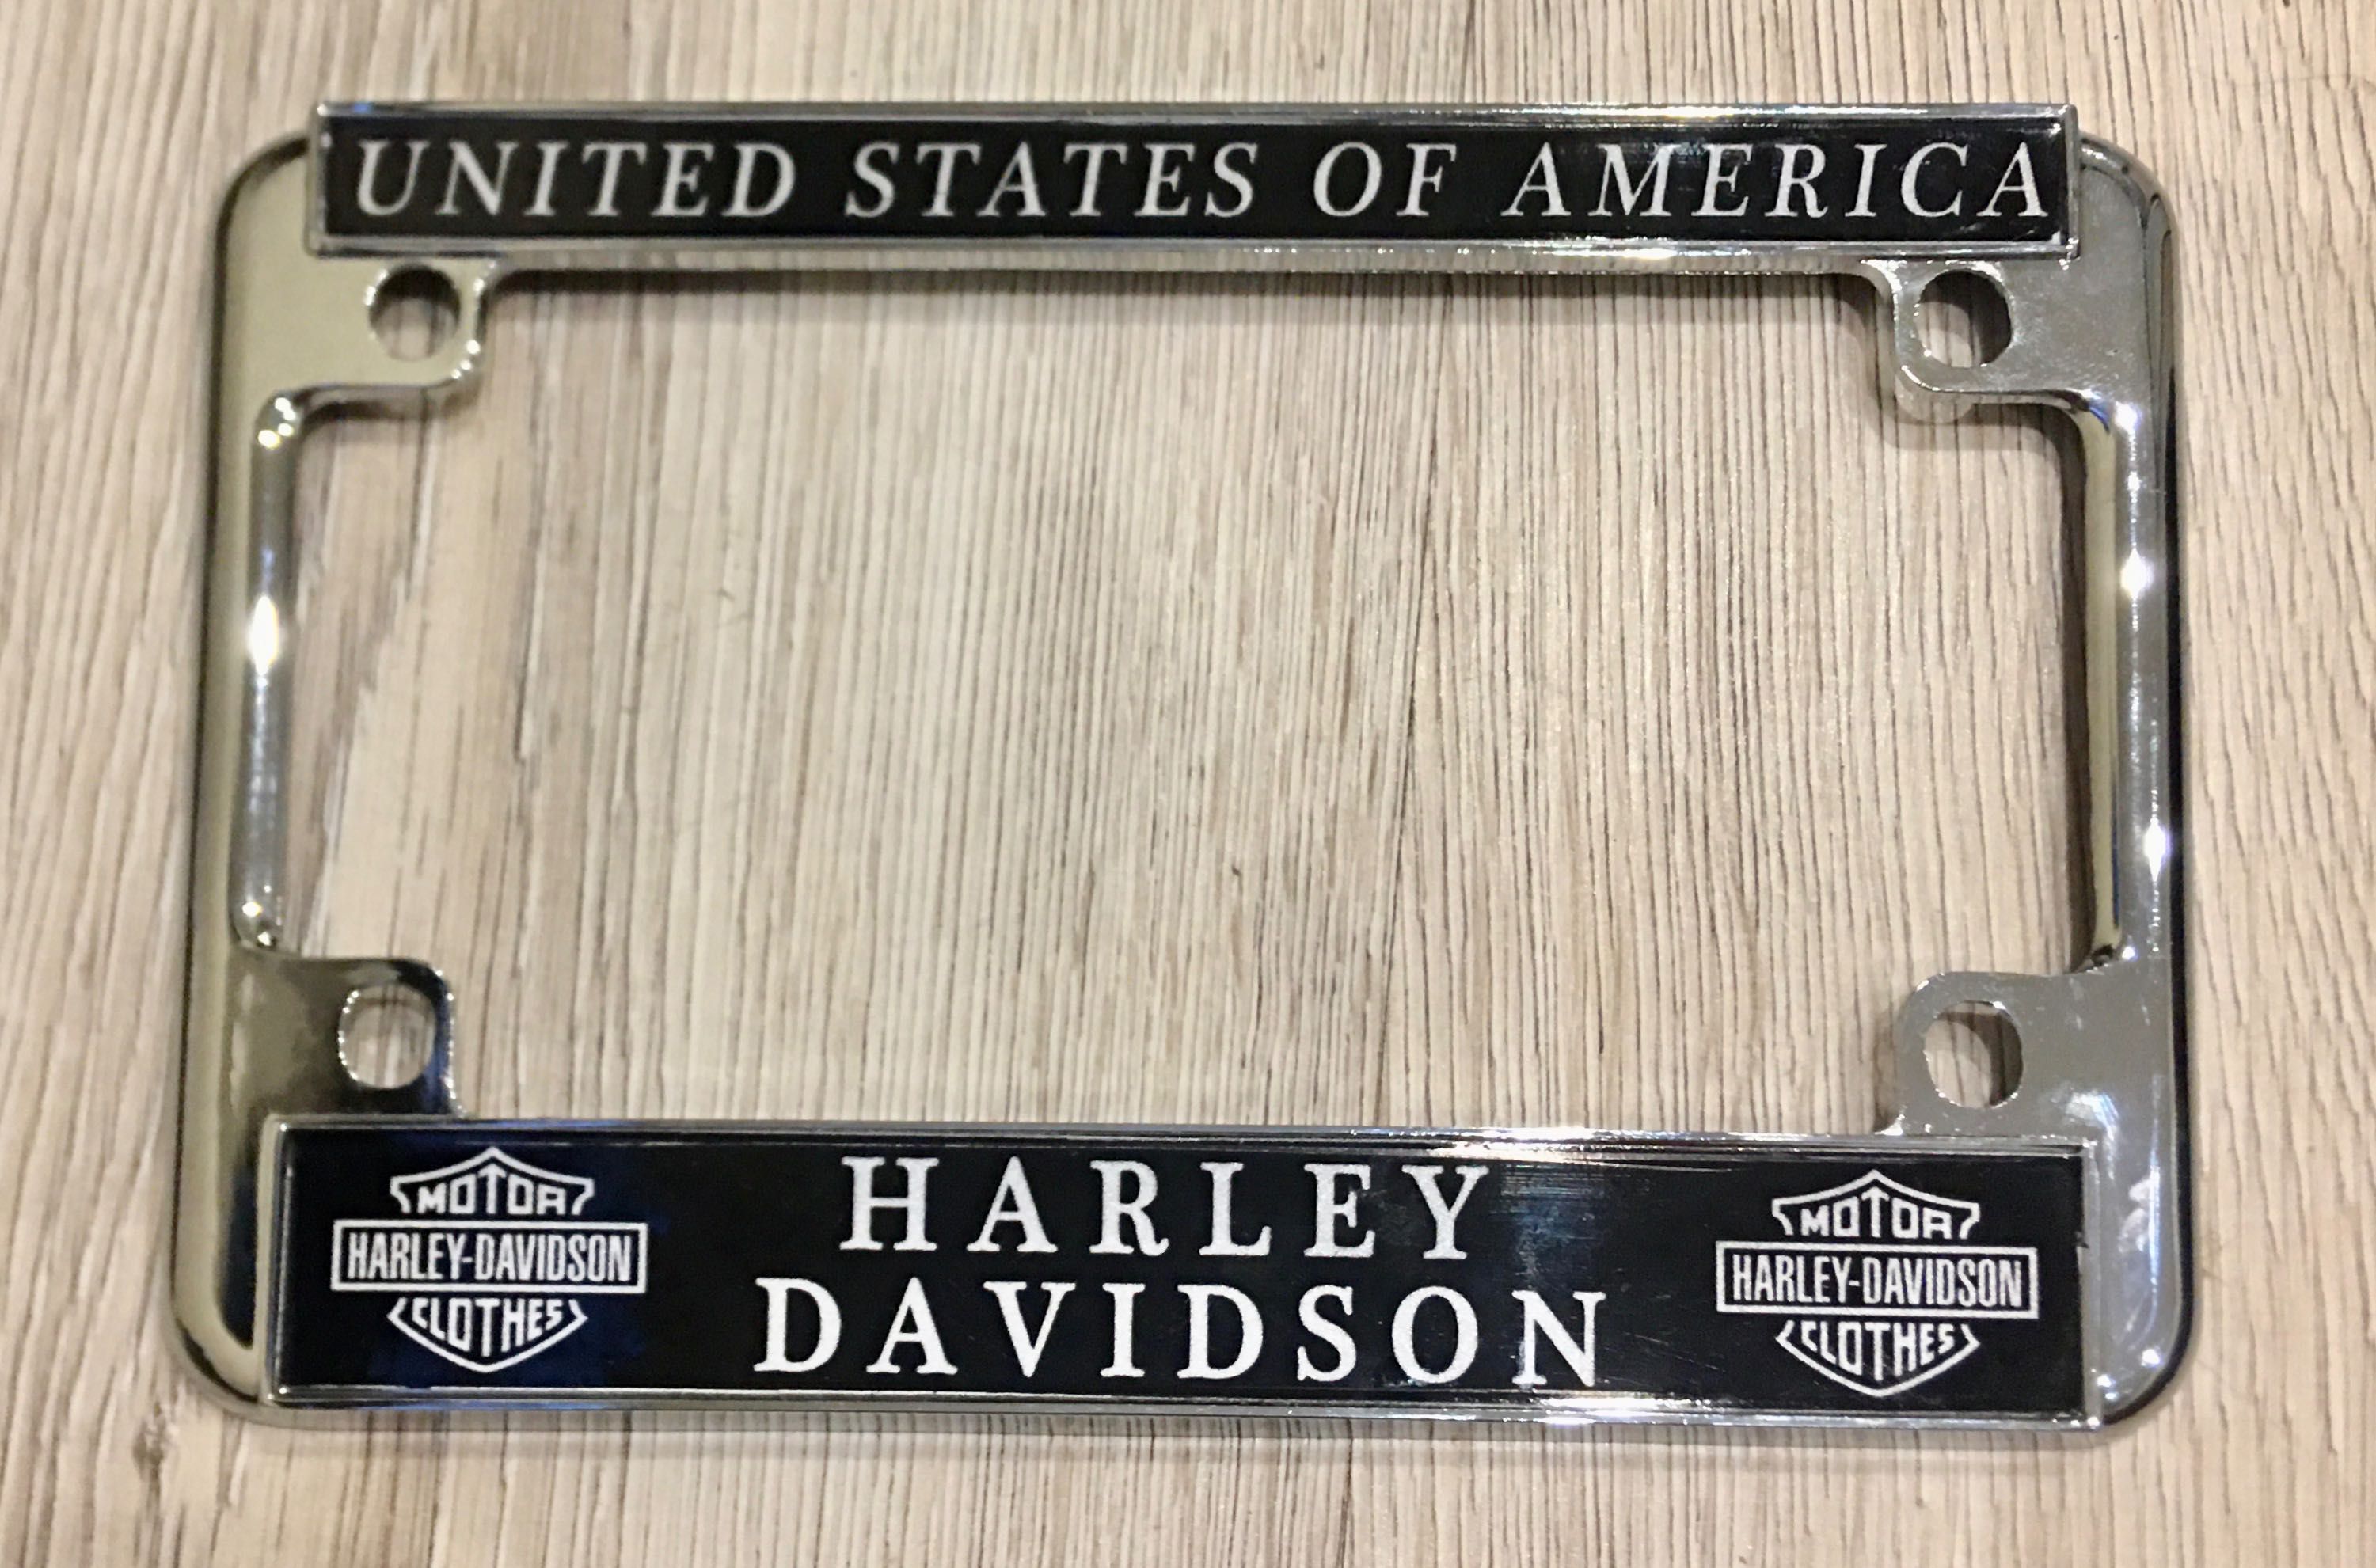 UNITED STATES OF AMERICA
MOTOR
HARLEY-DAVIDSON
CLOTHES
HARLEY
DAVIDSON
MOTOR
HARLEY-DAVIDSON
CLOTHES